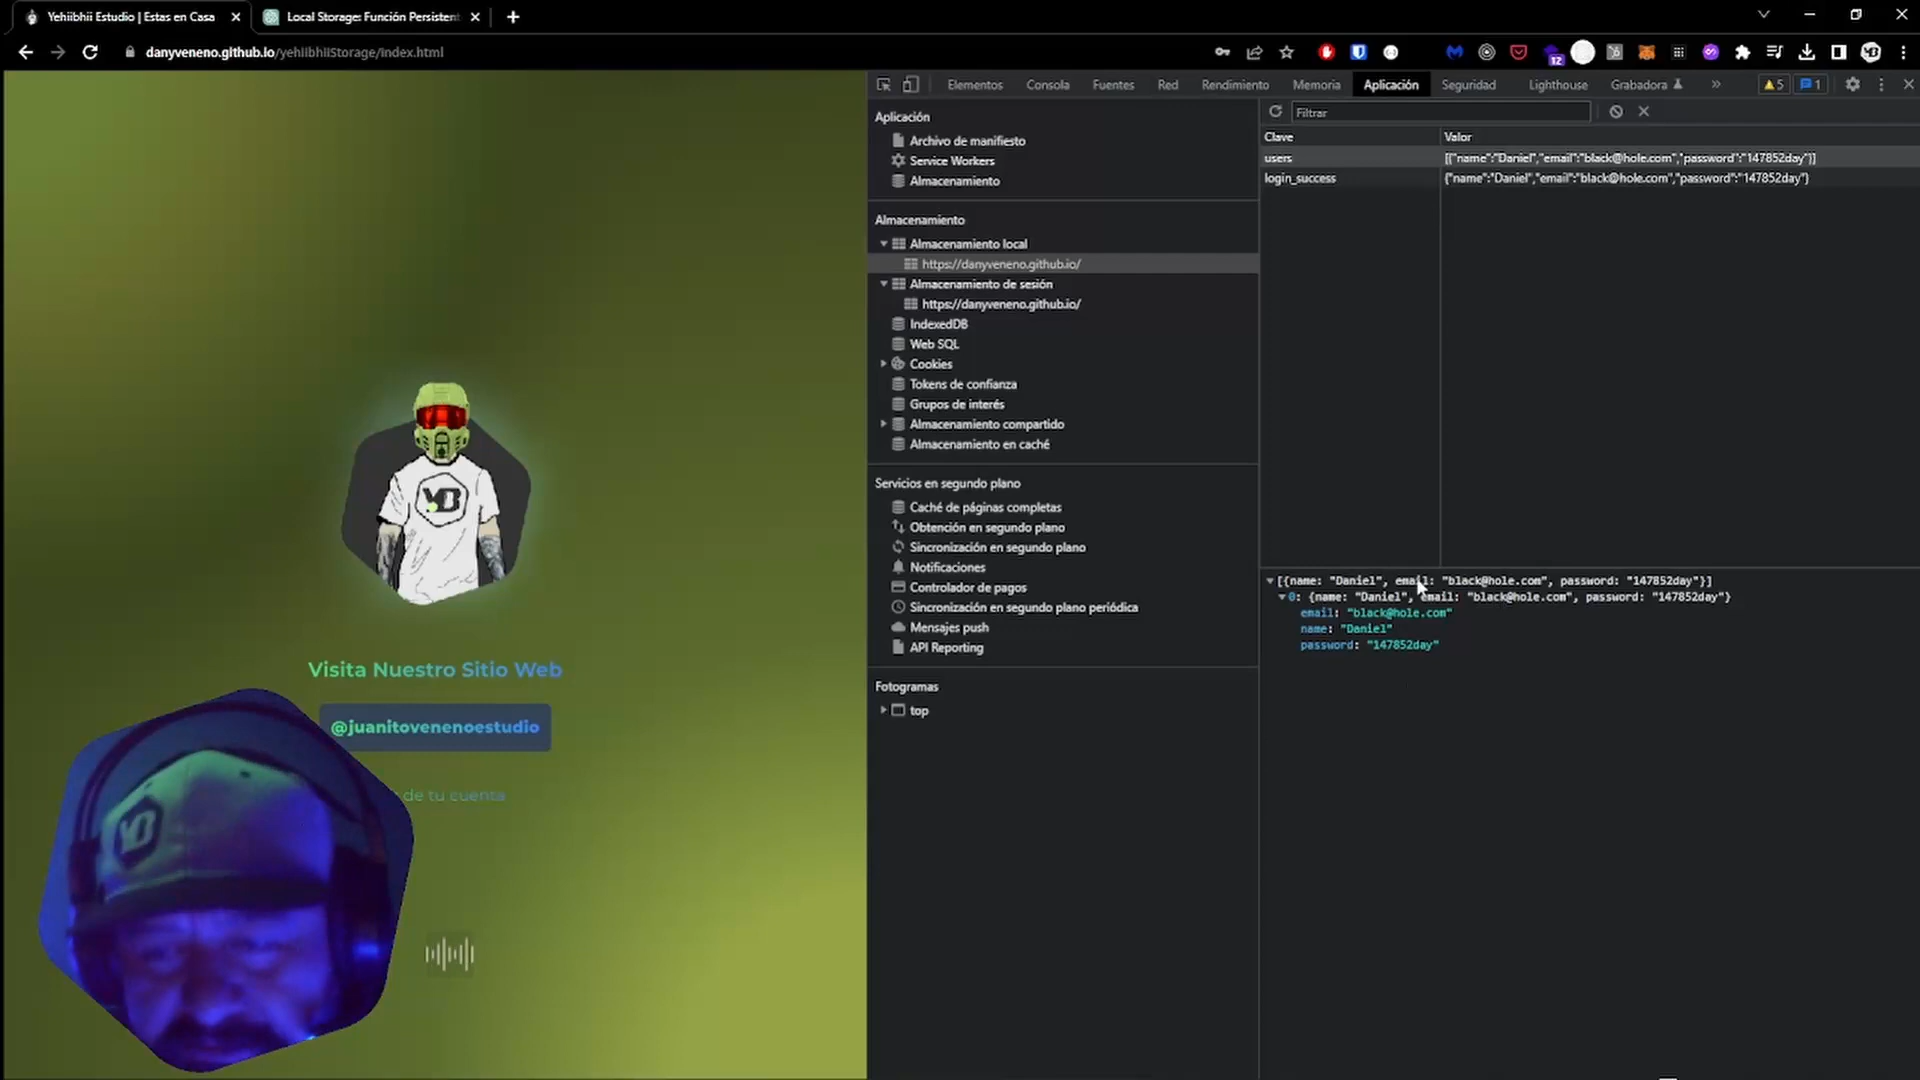 Yehiibhii Estudio | Estas en Casa
Local Storage: Función Persistent
danyveneno.github.io/yehiibhiiStorage/index.html
12
Elementos Consola Fuentes Red Rendimiento Memoria Aplicación Seguridad Lighthouse Grabadora 5 1
Aplicación
Archivo de manifiesto
Service Workers
Almacenamiento
Almacenamiento
Almacenamiento local
https://danyveneno.github.io/
Almacenamiento de sesión
https://danyveneno.github.io/
IndexedDB
Web SQL
Cookies
Tokens de confianza
Grupos de interés
Almacenamiento compartido
Almacenamiento en caché
Servicios en segundo plano
Caché de páginas completas
Obtención en segundo plano
Sincronización en segundo plano
Notificaciones
Controlador de pagos
Sincronización en segundo plano periódica
Mensajes push
API Reporting
Fotogramas
top
Filtrar
Clave Valor
users [{"name":"Daniel","email":"black@hole.com","password":"147852day"}]
login_success {"name":"Daniel","email":"black@hole.com","password":"147852day"}
[{name: "Daniel", email: "black@hole.com", password: "147852day"}]
0: {name: "Daniel", email: "black@hole.com", password: "147852day"}
email: "black@hole.com"
name: "Daniel"
password: "147852day"
Visita Nuestro Sitio Web
@juanitovenenoestudio
de tu cuenta